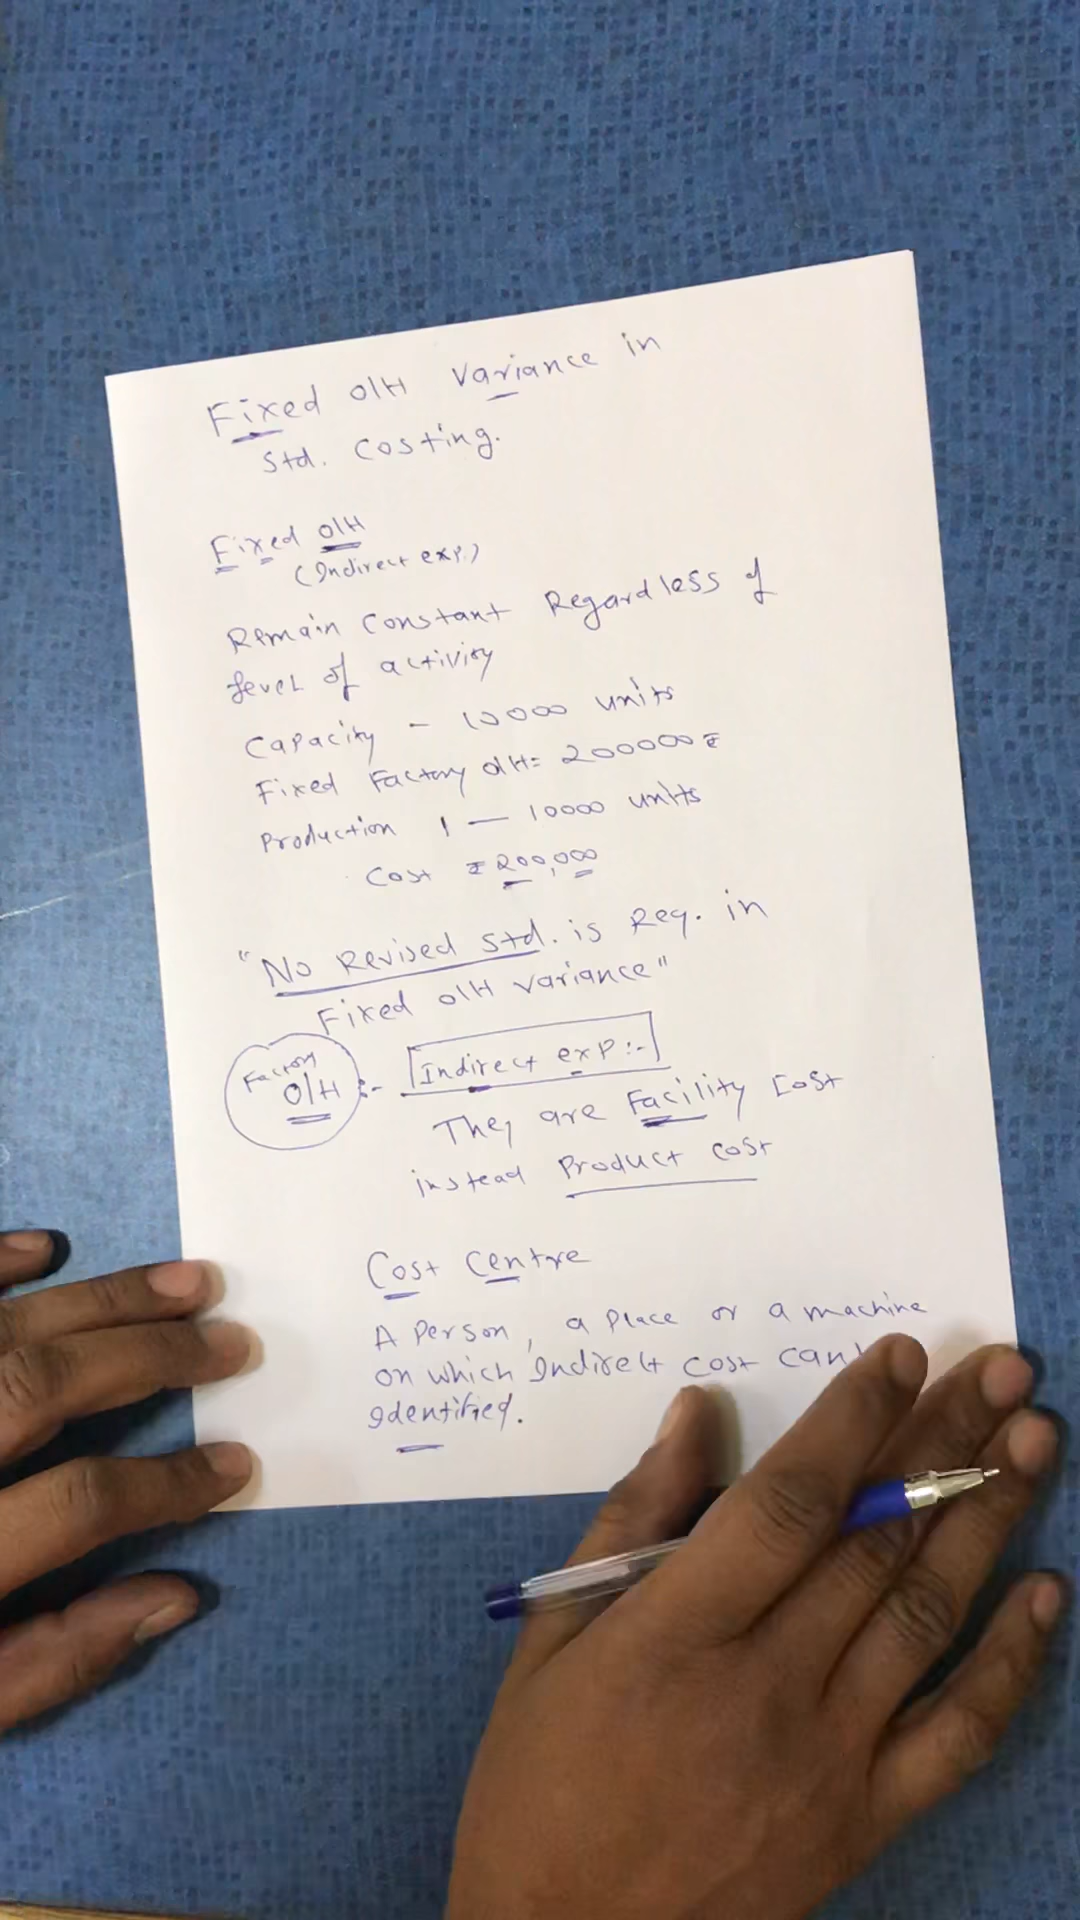 Fixed O/H Variance in
Std. Costing.
Fixed O/H
(Indirect exp.)
Remain Constant Regardless of
level of activity
Capacity - 10000 units
Fixed Factory O/H = 200000 ₹
Production 1 — 10000 units
Cost ₹ 200,000
"No Revised Std. is Req. in
Fixed O/H variance"
Factory
O/H :- Indirect exp :-
They are Facility Cost
instead Product cost
Cost Centre
A Person, a Place or a machine
on which Indirect cost can
Identified.